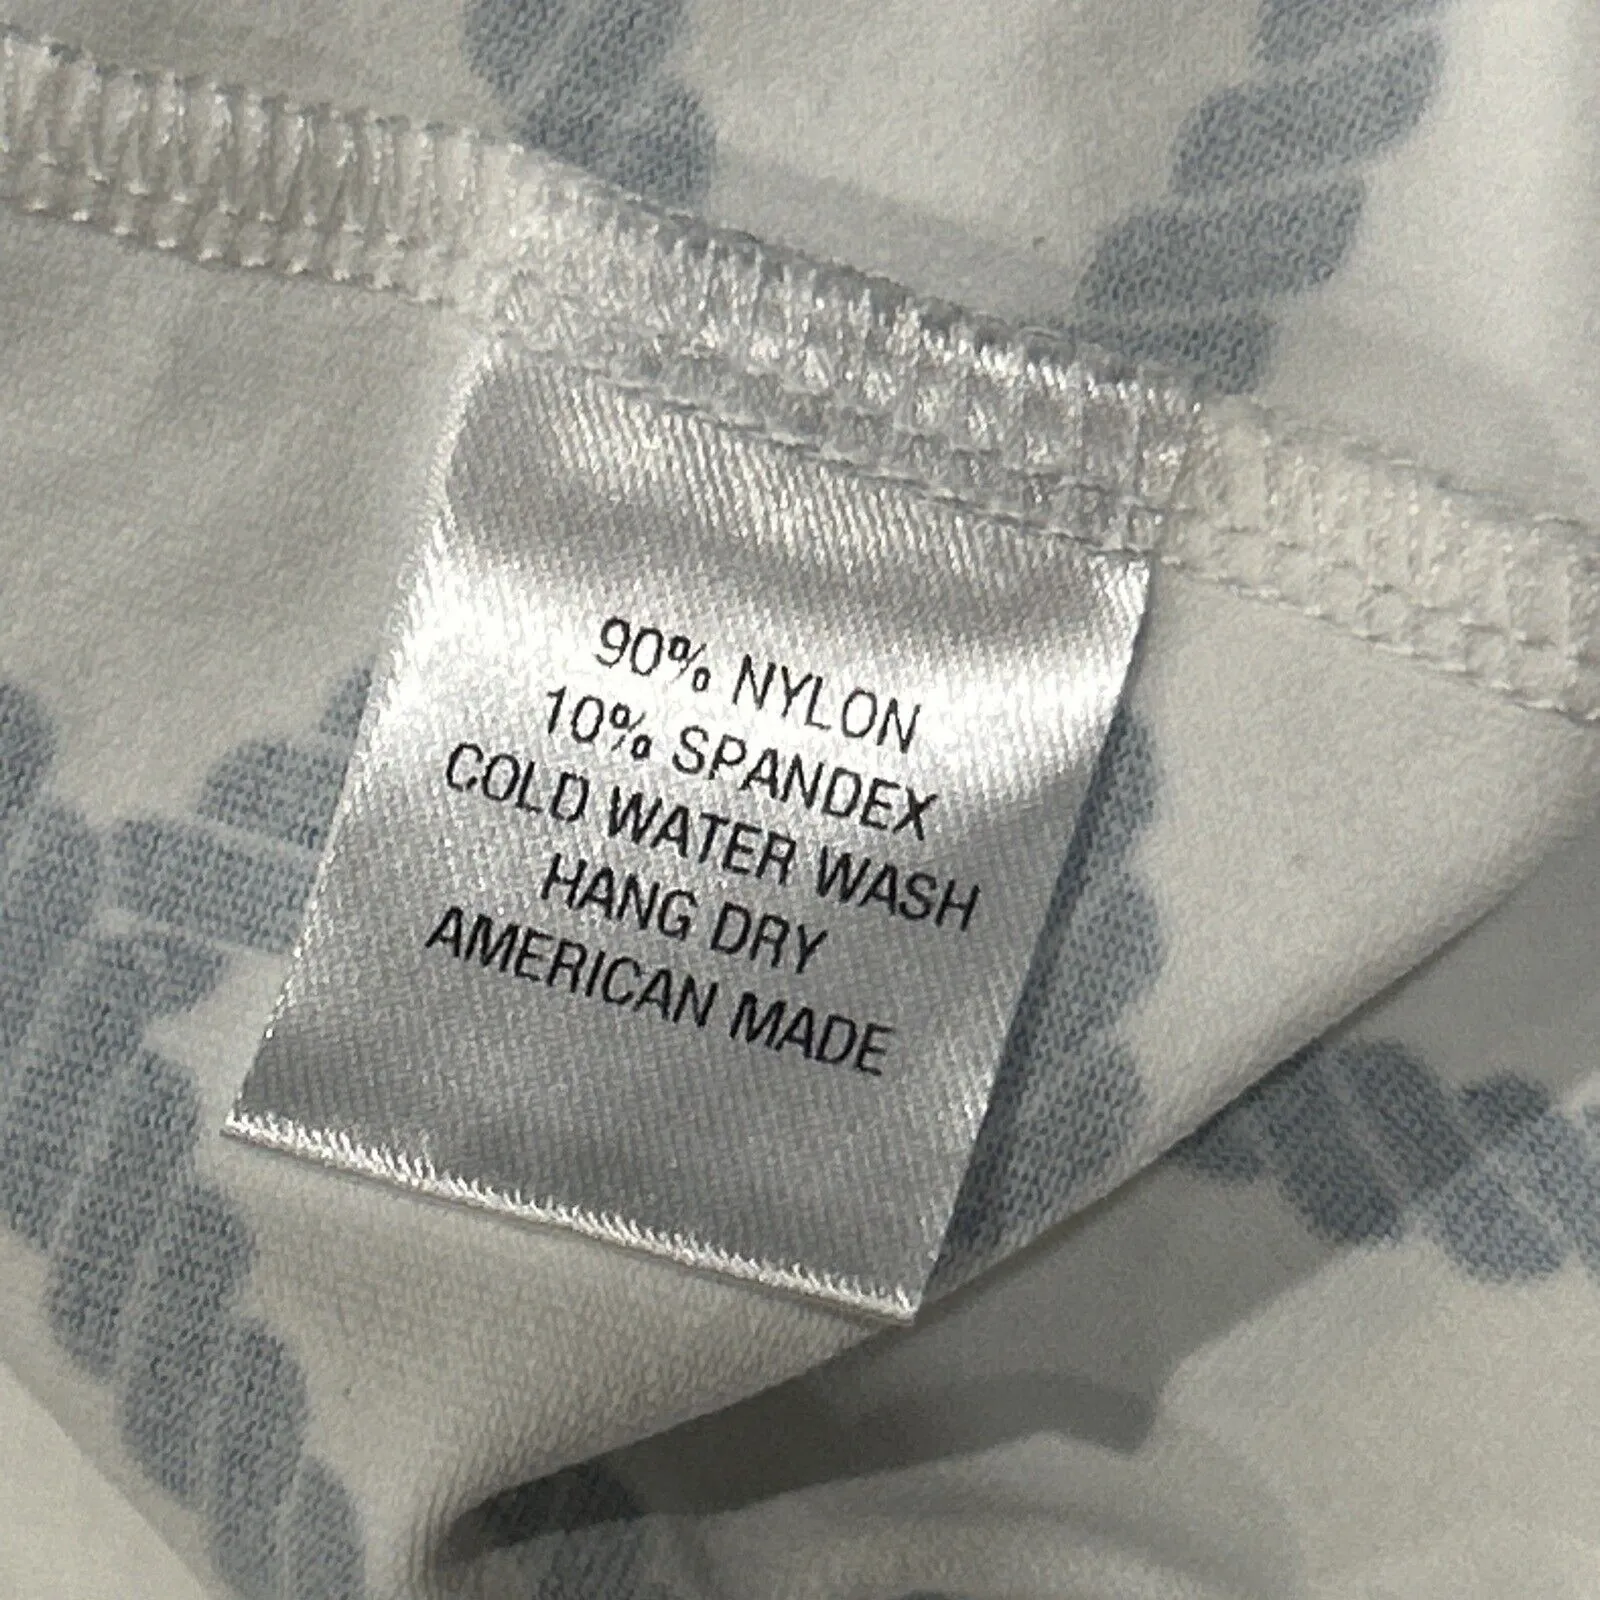 90% NYLON
10% SPANDEX
COLD WATER WASH
HANG DRY
AMERICAN MADE